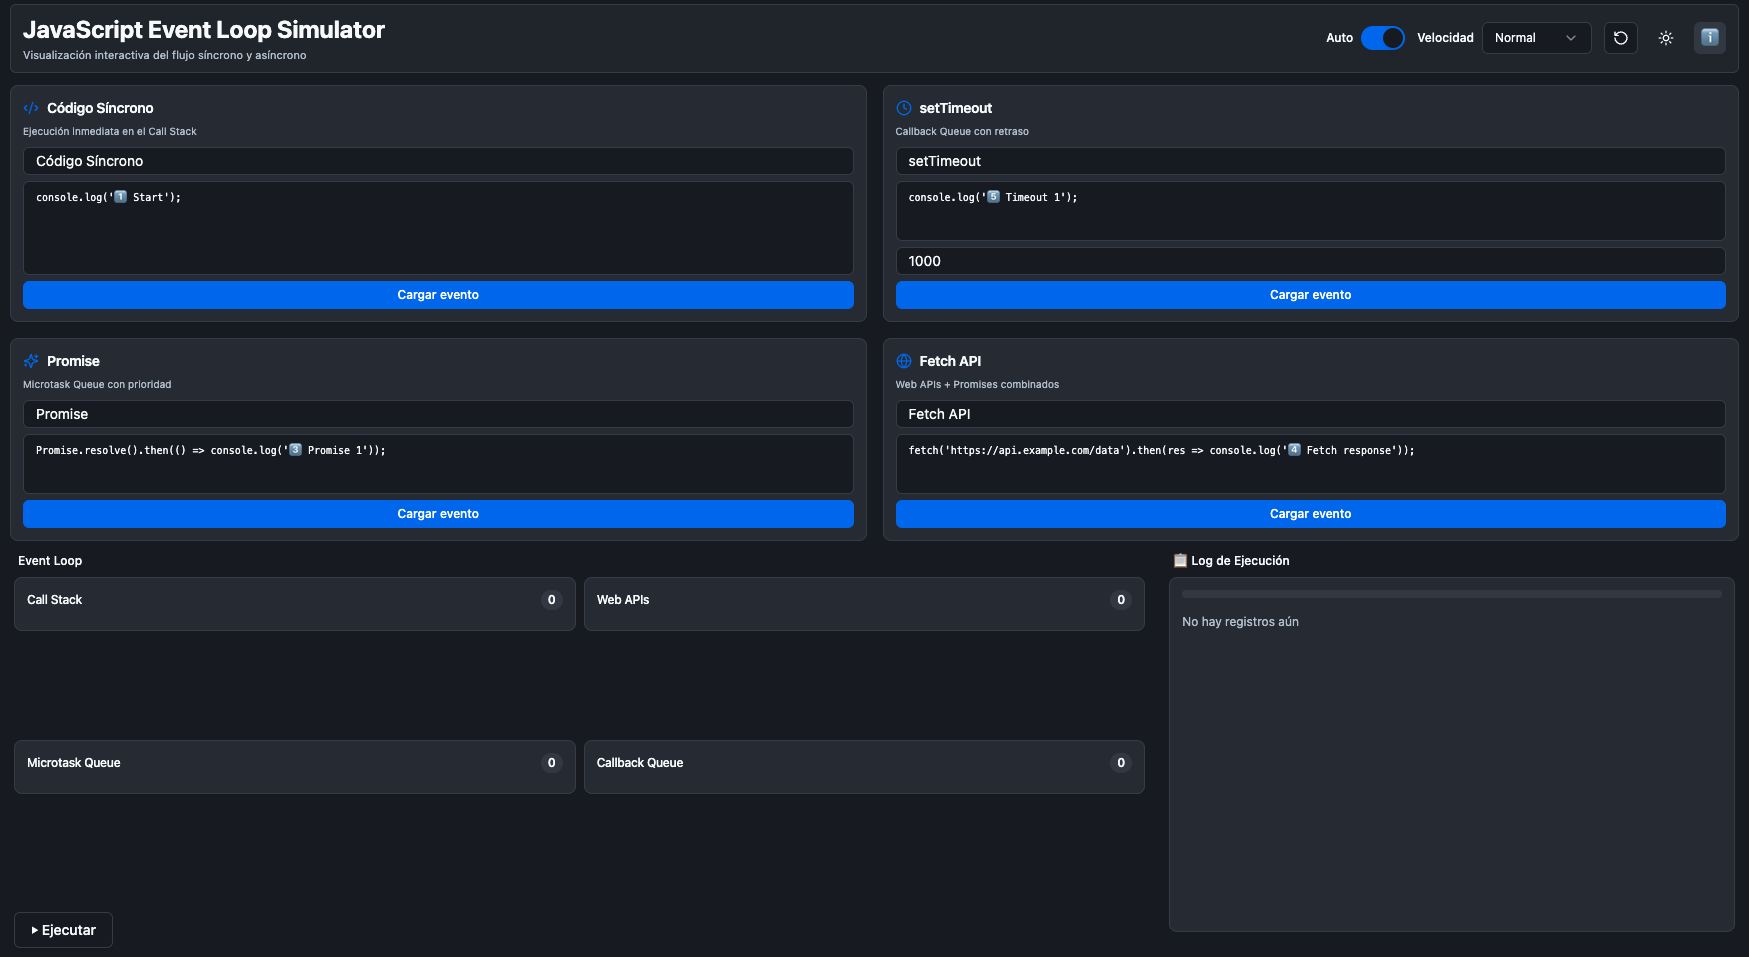 JavaScript Event Loop Simulator
Visualización interactiva del flujo síncrono y asíncrono
Auto
Velocidad
Normal
Código Síncrono
Ejecución inmediata en el Call Stack
Código Síncrono
console.log('1️⃣ Start');
Cargar evento
setTimeout
Callback Queue con retraso
setTimeout
console.log('5️⃣ Timeout 1');
1000
Cargar evento
Promise
Microtask Queue con prioridad
Promise
Promise.resolve().then(() => console.log('3️⃣ Promise 1'));
Cargar evento
Fetch API
Web APIs + Promises combinados
Fetch API
fetch('https://api.example.com/data').then(res => console.log('4️⃣ Fetch response'));
Cargar evento
Event Loop
Call Stack
0
Web APIs
0
Microtask Queue
0
Callback Queue
0
Ejecutar
📋 Log de Ejecución
No hay registros aún